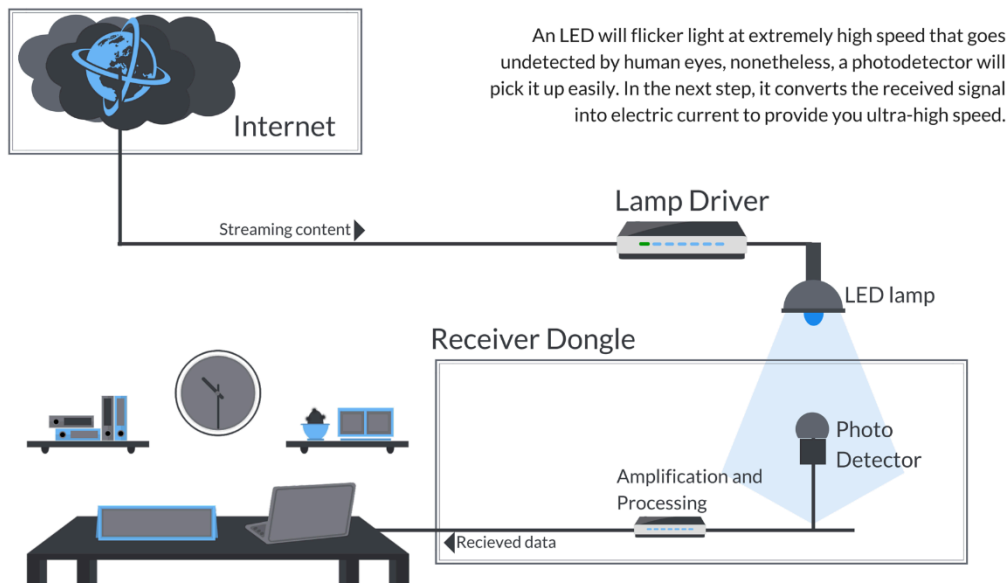 An LED will flicker light at extremely high speed that goes
undetected by human eyes, nonetheless, a photodetector will
pick it up easily. In the next step, it converts the received signal
into electric current to provide you ultra-high speed.
Internet
Lamp Driver
Streaming content
LED lamp
Receiver Dongle
Photo
Detector
Amplification and
Processing
Recieved data